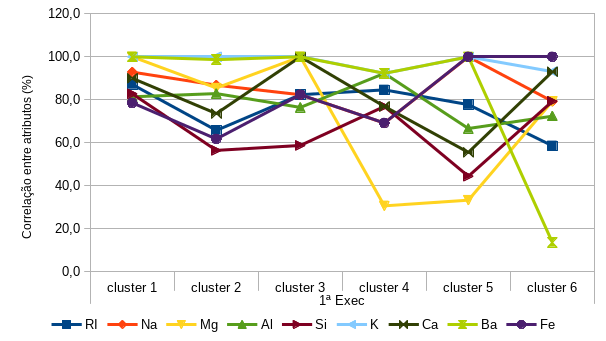 120,0
100,0
80,0
60,0
40,0
20,0
0,0
Correlação entre atributos (%)
cluster 1 cluster 2 cluster 3 cluster 4 cluster 5 cluster 6
1ª Exec
RI Na Mg Al Si K Ca Ba Fe